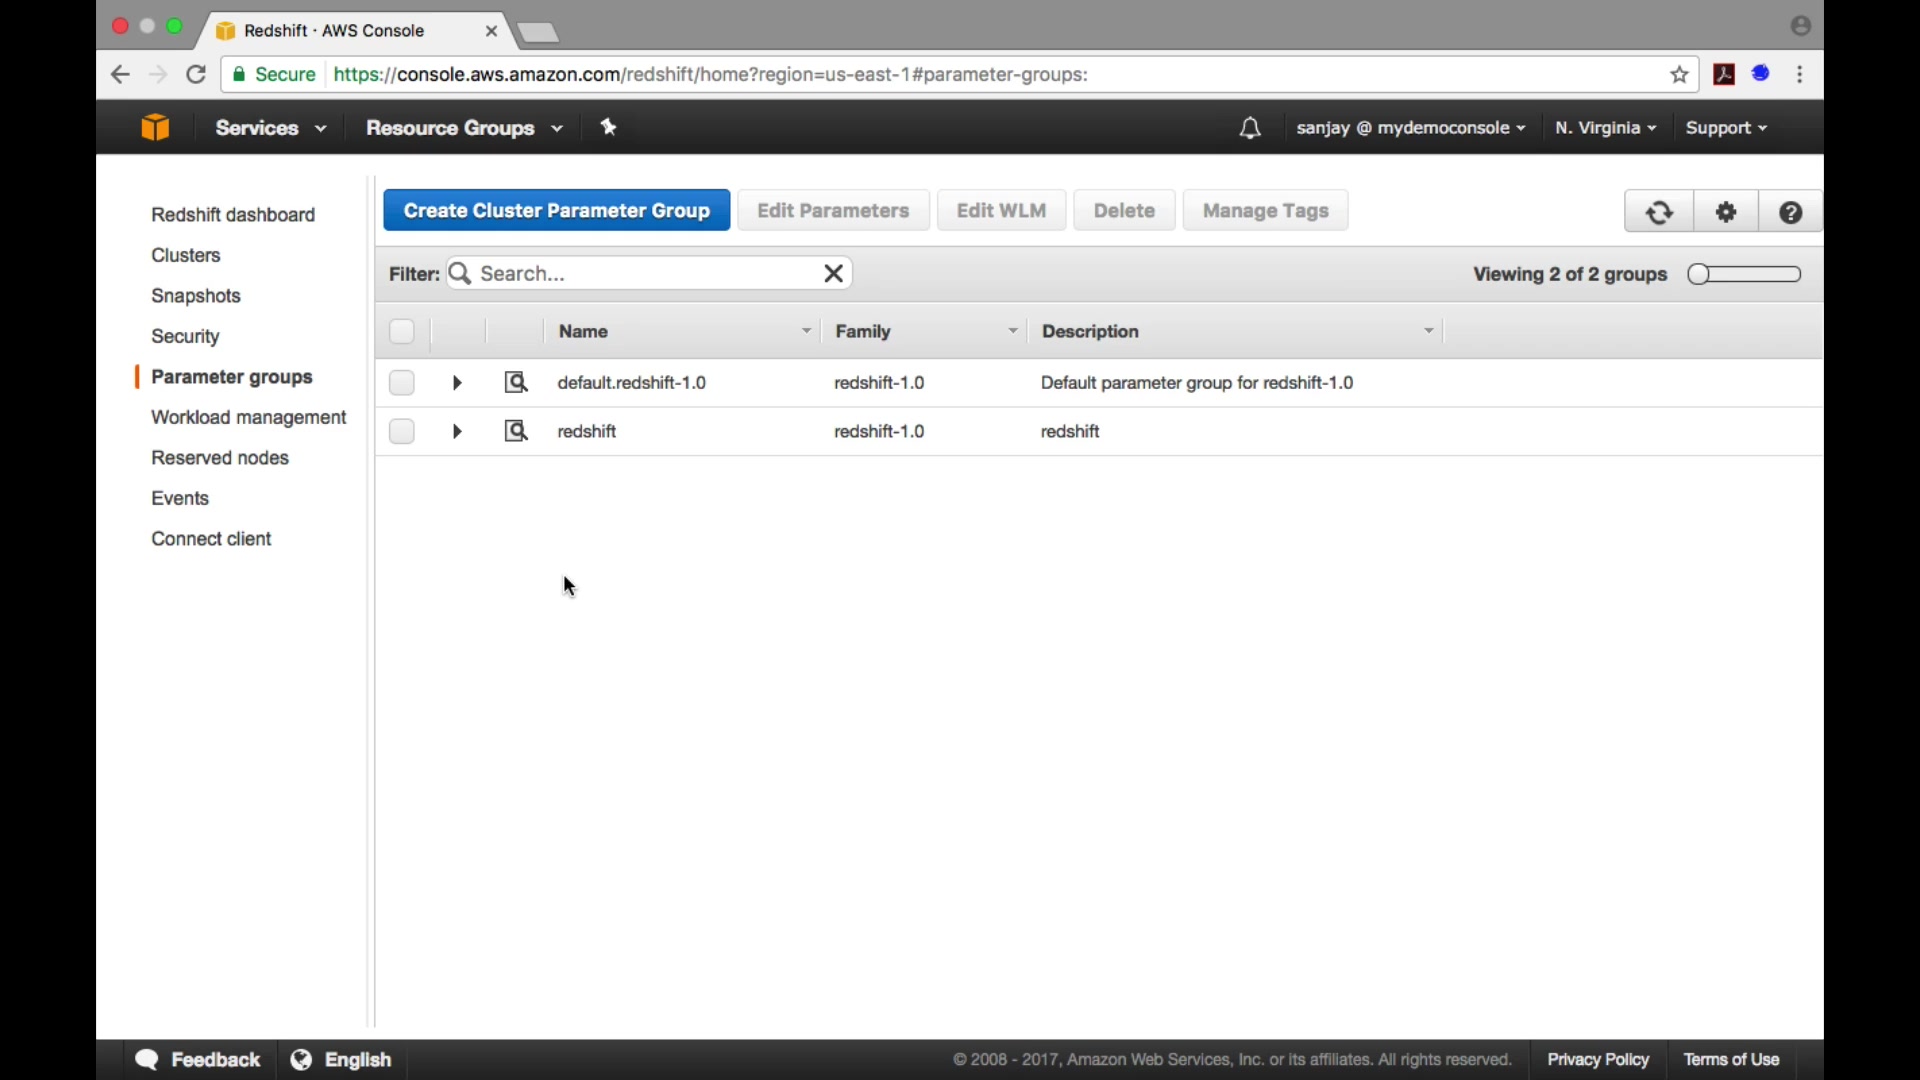 Redshift · AWS Console
Secure https://console.aws.amazon.com/redshift/home?region=us-east-1#parameter-groups:
Services Resource Groups sanjay @ mydemoconsole N. Virginia Support
Redshift dashboard
Clusters
Snapshots
Security
Parameter groups
Workload management
Reserved nodes
Events
Connect client
Create Cluster Parameter Group Edit Parameters Edit WLM Delete Manage Tags
Filter: Search... Viewing 2 of 2 groups
Name Family Description
default.redshift-1.0 redshift-1.0 Default parameter group for redshift-1.0
redshift redshift-1.0 redshift
Feedback English © 2008 - 2017, Amazon Web Services, Inc. or its affiliates. All rights reserved. Privacy Policy Terms of Use